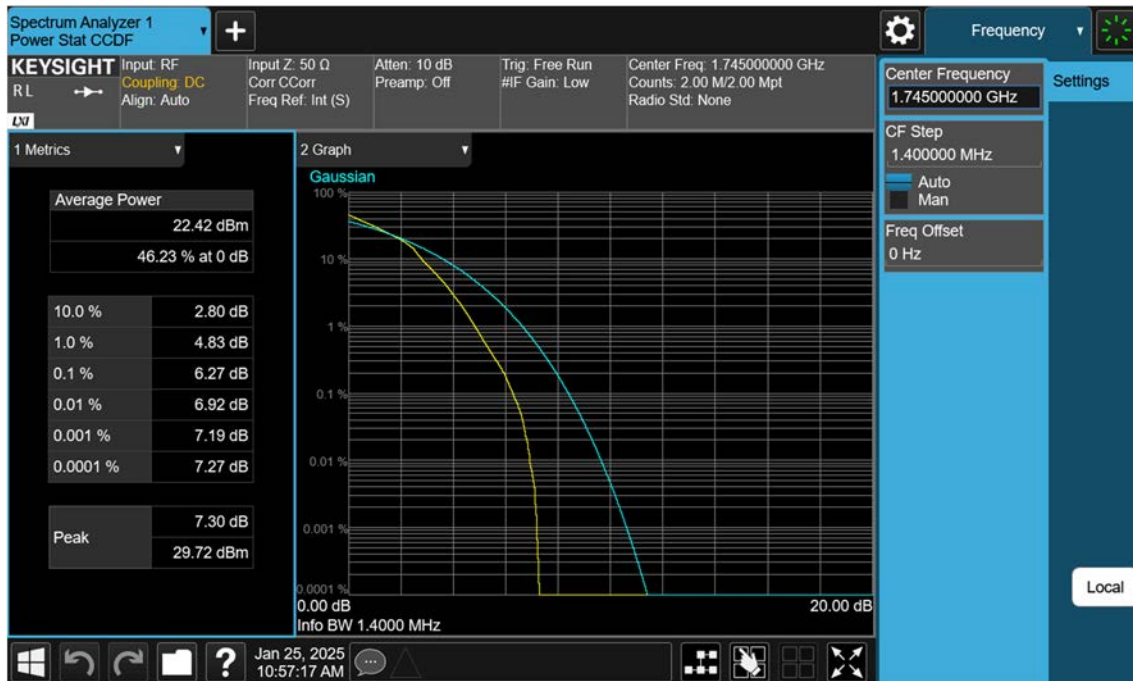 Spectrum Analyzer 1
Power Stat CCDF
Frequency
KEYSIGHT
RL
LXI
Input: RF
Coupling: DC
Align: Auto
Input Z: 50 Ω
Corr CCorr
Freq Ref: Int (S)
Atten: 10 dB
Preamp: Off
Trig: Free Run
#IF Gain: Low
Center Freq: 1.745000000 GHz
Counts: 2.00 M/2.00 Mpt
Radio Std: None
Center Frequency
1.745000000 GHz
Settings
CF Step
1.400000 MHz
Auto
Man
Freq Offset
0 Hz
1 Metrics
Average Power
22.42 dBm
46.23 % at 0 dB
10.0 % 2.80 dB
1.0 % 4.83 dB
0.1 % 6.27 dB
0.01 % 6.92 dB
0.001 % 7.19 dB
0.0001 % 7.27 dB
Peak
7.30 dB
29.72 dBm
2 Graph
Gaussian
100 %
10 %
1 %
0.1 %
0.01 %
0.001 %
0.0001 %
0.00 dB 20.00 dB
Info BW 1.4000 MHz
Local
?
Jan 25, 2025
10:57:17 AM